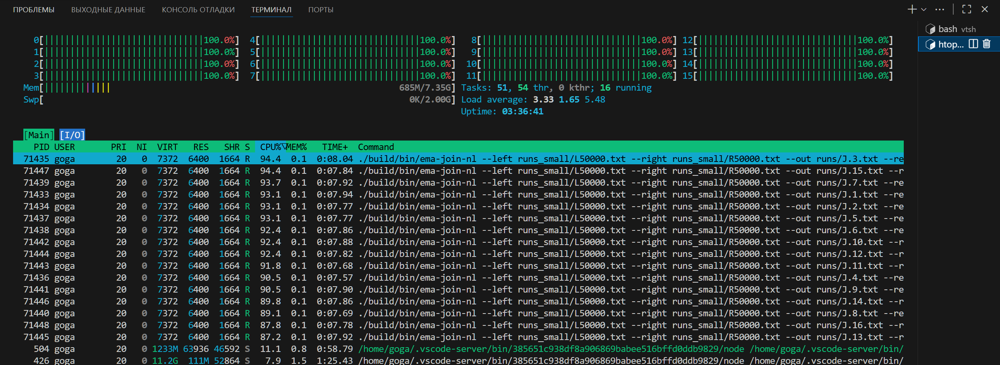 ПРОБЛЕМЫ ВЫХОДНЫЕ ДАННЫЕ КОНСОЛЬ ОТЛАДКИ ТЕРМИНАЛ ПОРТЫ
bash vtsh
htop...
0[||||||||||||||||||||||||||||||||100.0%] 4[||||||||||||||||||||||||||||||||100.0%] 8[||||||||||||||||||||||||||||||||100.0%] 12[||||||||||||||||||||||||||||||||100.0%]
1[||||||||||||||||||||||||||||||||100.0%] 5[||||||||||||||||||||||||||||||||100.0%] 9[||||||||||||||||||||||||||||||||100.0%] 13[||||||||||||||||||||||||||||||||100.0%]
2[||||||||||||||||||||||||||||||||100.0%] 6[||||||||||||||||||||||||||||||||100.0%] 10[||||||||||||||||||||||||||||||||100.0%] 14[||||||||||||||||||||||||||||||||100.0%]
3[||||||||||||||||||||||||||||||||100.0%] 7[||||||||||||||||||||||||||||||||100.0%] 11[||||||||||||||||||||||||||||||||100.0%] 15[||||||||||||||||||||||||||||||||100.0%]
Mem[||||||||||||| 685M/7.35G] Tasks: 51, 54 thr, 0 kthr; 16 running
Swp[ 0K/2.00G] Load average: 3.33 1.65 5.48
Uptime: 03:36:41
[Main] [I/O]
PID USER PRI NI VIRT RES SHR S CPU%▽MEM% TIME+ Command
71435 goga 20 0 7372 6400 1664 R 94.4 0.1 0:08.04 ./build/bin/ema-join-nl --left runs_small/L50000.txt --right runs_small/R50000.txt --out runs/J.3.txt --re
71447 goga 20 0 7372 6400 1664 R 94.4 0.1 0:07.84 ./build/bin/ema-join-nl --left runs_small/L50000.txt --right runs_small/R50000.txt --out runs/J.15.txt --r
71439 goga 20 0 7372 6400 1664 R 93.7 0.1 0:07.92 ./build/bin/ema-join-nl --left runs_small/L50000.txt --right runs_small/R50000.txt --out runs/J.7.txt --re
71433 goga 20 0 7372 6400 1664 R 93.1 0.1 0:07.94 ./build/bin/ema-join-nl --left runs_small/L50000.txt --right runs_small/R50000.txt --out runs/J.1.txt --re
71434 goga 20 0 7372 6400 1664 R 93.1 0.1 0:07.77 ./build/bin/ema-join-nl --left runs_small/L50000.txt --right runs_small/R50000.txt --out runs/J.2.txt --re
71437 goga 20 0 7372 6400 1664 R 93.1 0.1 0:07.77 ./build/bin/ema-join-nl --left runs_small/L50000.txt --right runs_small/R50000.txt --out runs/J.5.txt --re
71438 goga 20 0 7372 6400 1664 R 92.4 0.1 0:07.86 ./build/bin/ema-join-nl --left runs_small/L50000.txt --right runs_small/R50000.txt --out runs/J.6.txt --re
71442 goga 20 0 7372 6400 1664 R 92.4 0.1 0:07.88 ./build/bin/ema-join-nl --left runs_small/L50000.txt --right runs_small/R50000.txt --out runs/J.10.txt --r
71444 goga 20 0 7372 6400 1664 R 92.4 0.1 0:07.82 ./build/bin/ema-join-nl --left runs_small/L50000.txt --right runs_small/R50000.txt --out runs/J.12.txt --r
71443 goga 20 0 7372 6400 1664 R 91.8 0.1 0:07.68 ./build/bin/ema-join-nl --left runs_small/L50000.txt --right runs_small/R50000.txt --out runs/J.11.txt --r
71436 goga 20 0 7372 6400 1664 R 90.5 0.1 0:07.57 ./build/bin/ema-join-nl --left runs_small/L50000.txt --right runs_small/R50000.txt --out runs/J.4.txt --re
71441 goga 20 0 7372 6400 1664 R 90.5 0.1 0:07.90 ./build/bin/ema-join-nl --left runs_small/L50000.txt --right runs_small/R50000.txt --out runs/J.9.txt --re
71446 goga 20 0 7372 6400 1664 R 89.8 0.1 0:07.86 ./build/bin/ema-join-nl --left runs_small/L50000.txt --right runs_small/R50000.txt --out runs/J.14.txt --r
71440 goga 20 0 7372 6400 1664 R 89.1 0.1 0:07.69 ./build/bin/ema-join-nl --left runs_small/L50000.txt --right runs_small/R50000.txt --out runs/J.8.txt --re
71448 goga 20 0 7372 6400 1664 R 87.8 0.1 0:07.78 ./build/bin/ema-join-nl --left runs_small/L50000.txt --right runs_small/R50000.txt --out runs/J.16.txt --r
71445 goga 20 0 7372 6400 1664 R 87.2 0.1 0:07.92 ./build/bin/ema-join-nl --left runs_small/L50000.txt --right runs_small/R50000.txt --out runs/J.13.txt --r
504 goga 20 0 1233M 63936 46592 S 11.1 0.8 0:58.79 /home/goga/.vscode-server/bin/385651c938df8a906869babee516bffd0ddb9829/node /home/goga/.vscode-server/bin/
426 goga 20 0 11.2G 111M 52864 S 7.9 1.5 1:25.43 /home/goga/.vscode-server/bin/385651c938df8a906869babee516bffd0ddb9829/node /home/goga/.vscode-server/bin/